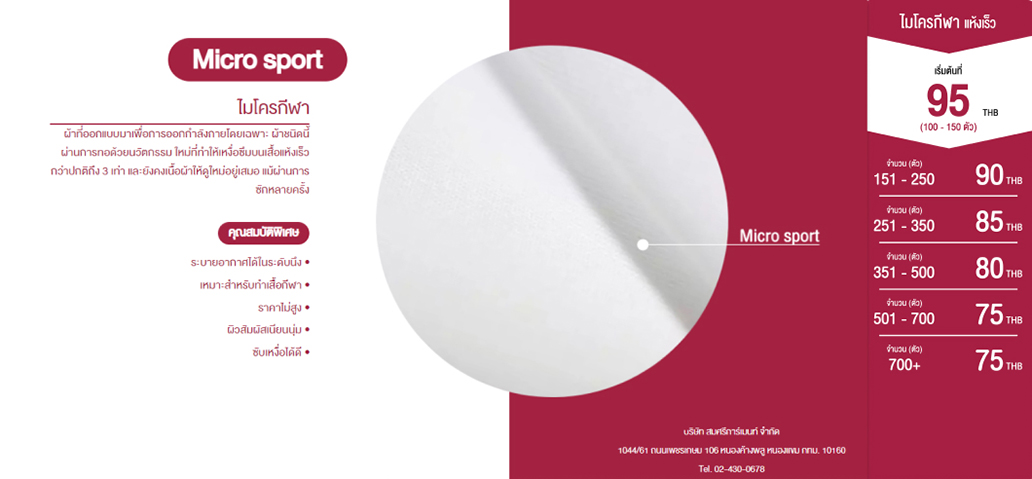 Micro sport
ไมโครกีฬา
ผ้าที่ออกแบบมาเพื่อการออกกำลังกายโดยเฉพาะ ผ้าชนิดนี้
ผ่านการทอด้วยนวัตกรรม ใหม่ที่ทำให้เหงื่อซึมบนเสื้อแห้งเร็ว
กว่าปกติถึง 3 เท่า และยังคงเนื้อผ้าให้ดูใหม่อยู่เสมอ แม้ผ่านการ
ซักหลายครั้ง
คุณสมบัติพิเศษ
ระบายอากาศได้ในระดับนึง •
เหมาะสำหรับทำเสื้อกีฬา •
ราคาไม่สูง •
ผิวสัมผัสเนียนนุ่ม •
ซับเหงื่อได้ดี •
Micro sport
บริษัท สมศรีการ์เมนท์ จำกัด
1044/61 ถนนเพชรเกษม 106 หนองค้างพลู หนองแขม กทม. 10160
Tel. 02-430-0678
ไมโครกีฬา แห้งเร็ว
เริ่มต้นที่
95 THB
(100 - 150 ตัว)
จำนวน (ตัว)
151 - 250 90 THB
จำนวน (ตัว)
251 - 350 85 THB
จำนวน (ตัว)
351 - 500 80 THB
จำนวน (ตัว)
501 - 700 75 THB
จำนวน (ตัว)
700+ 75 THB